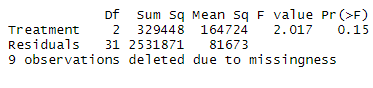 Df Sum Sq Mean Sq F value Pr(>F)
Treatment 2 329448 164724 2.017 0.15
Residuals 31 2531871 81673
9 observations deleted due to missingness